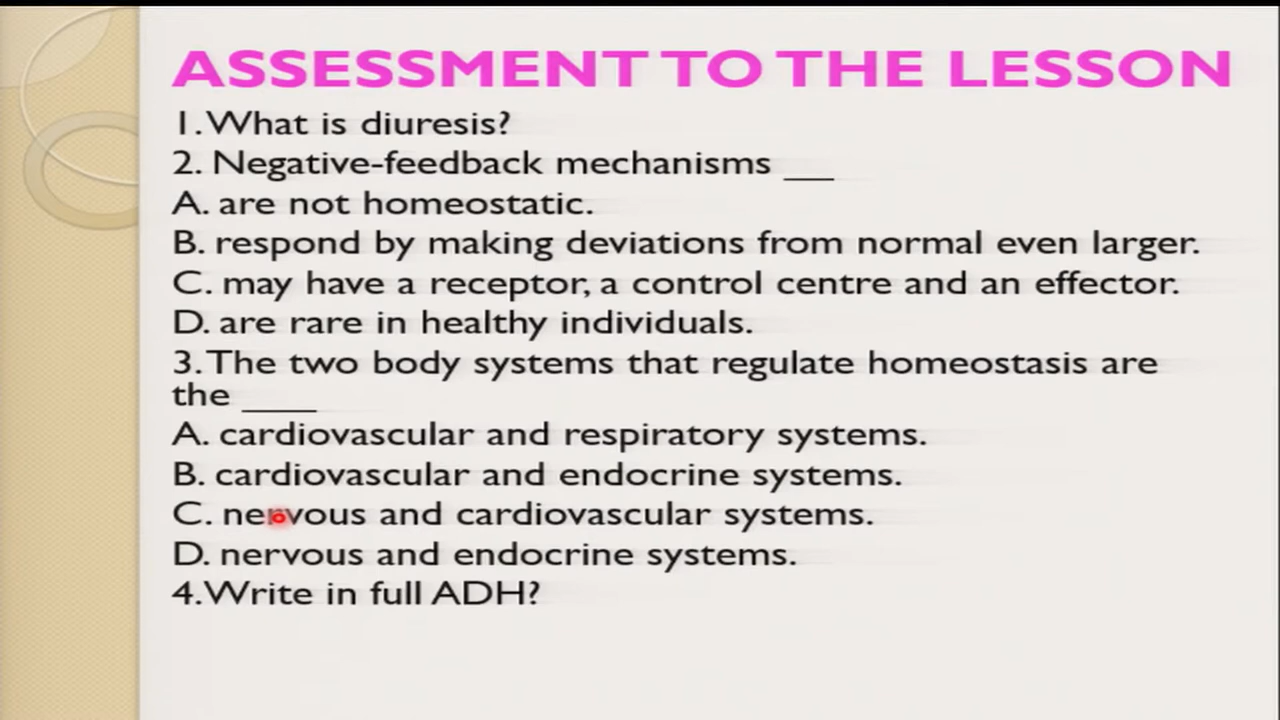 ASSESSMENT TO THE LESSON
1. What is diuresis?
2. Negative-feedback mechanisms ___
A. are not homeostatic.
B. respond by making deviations from normal even larger.
C. may have a receptor, a control centre and an effector.
D. are rare in healthy individuals.
3. The two body systems that regulate homeostasis are
the ____
A. cardiovascular and respiratory systems.
B. cardiovascular and endocrine systems.
C. nervous and cardiovascular systems.
D. nervous and endocrine systems.
4. Write in full ADH?